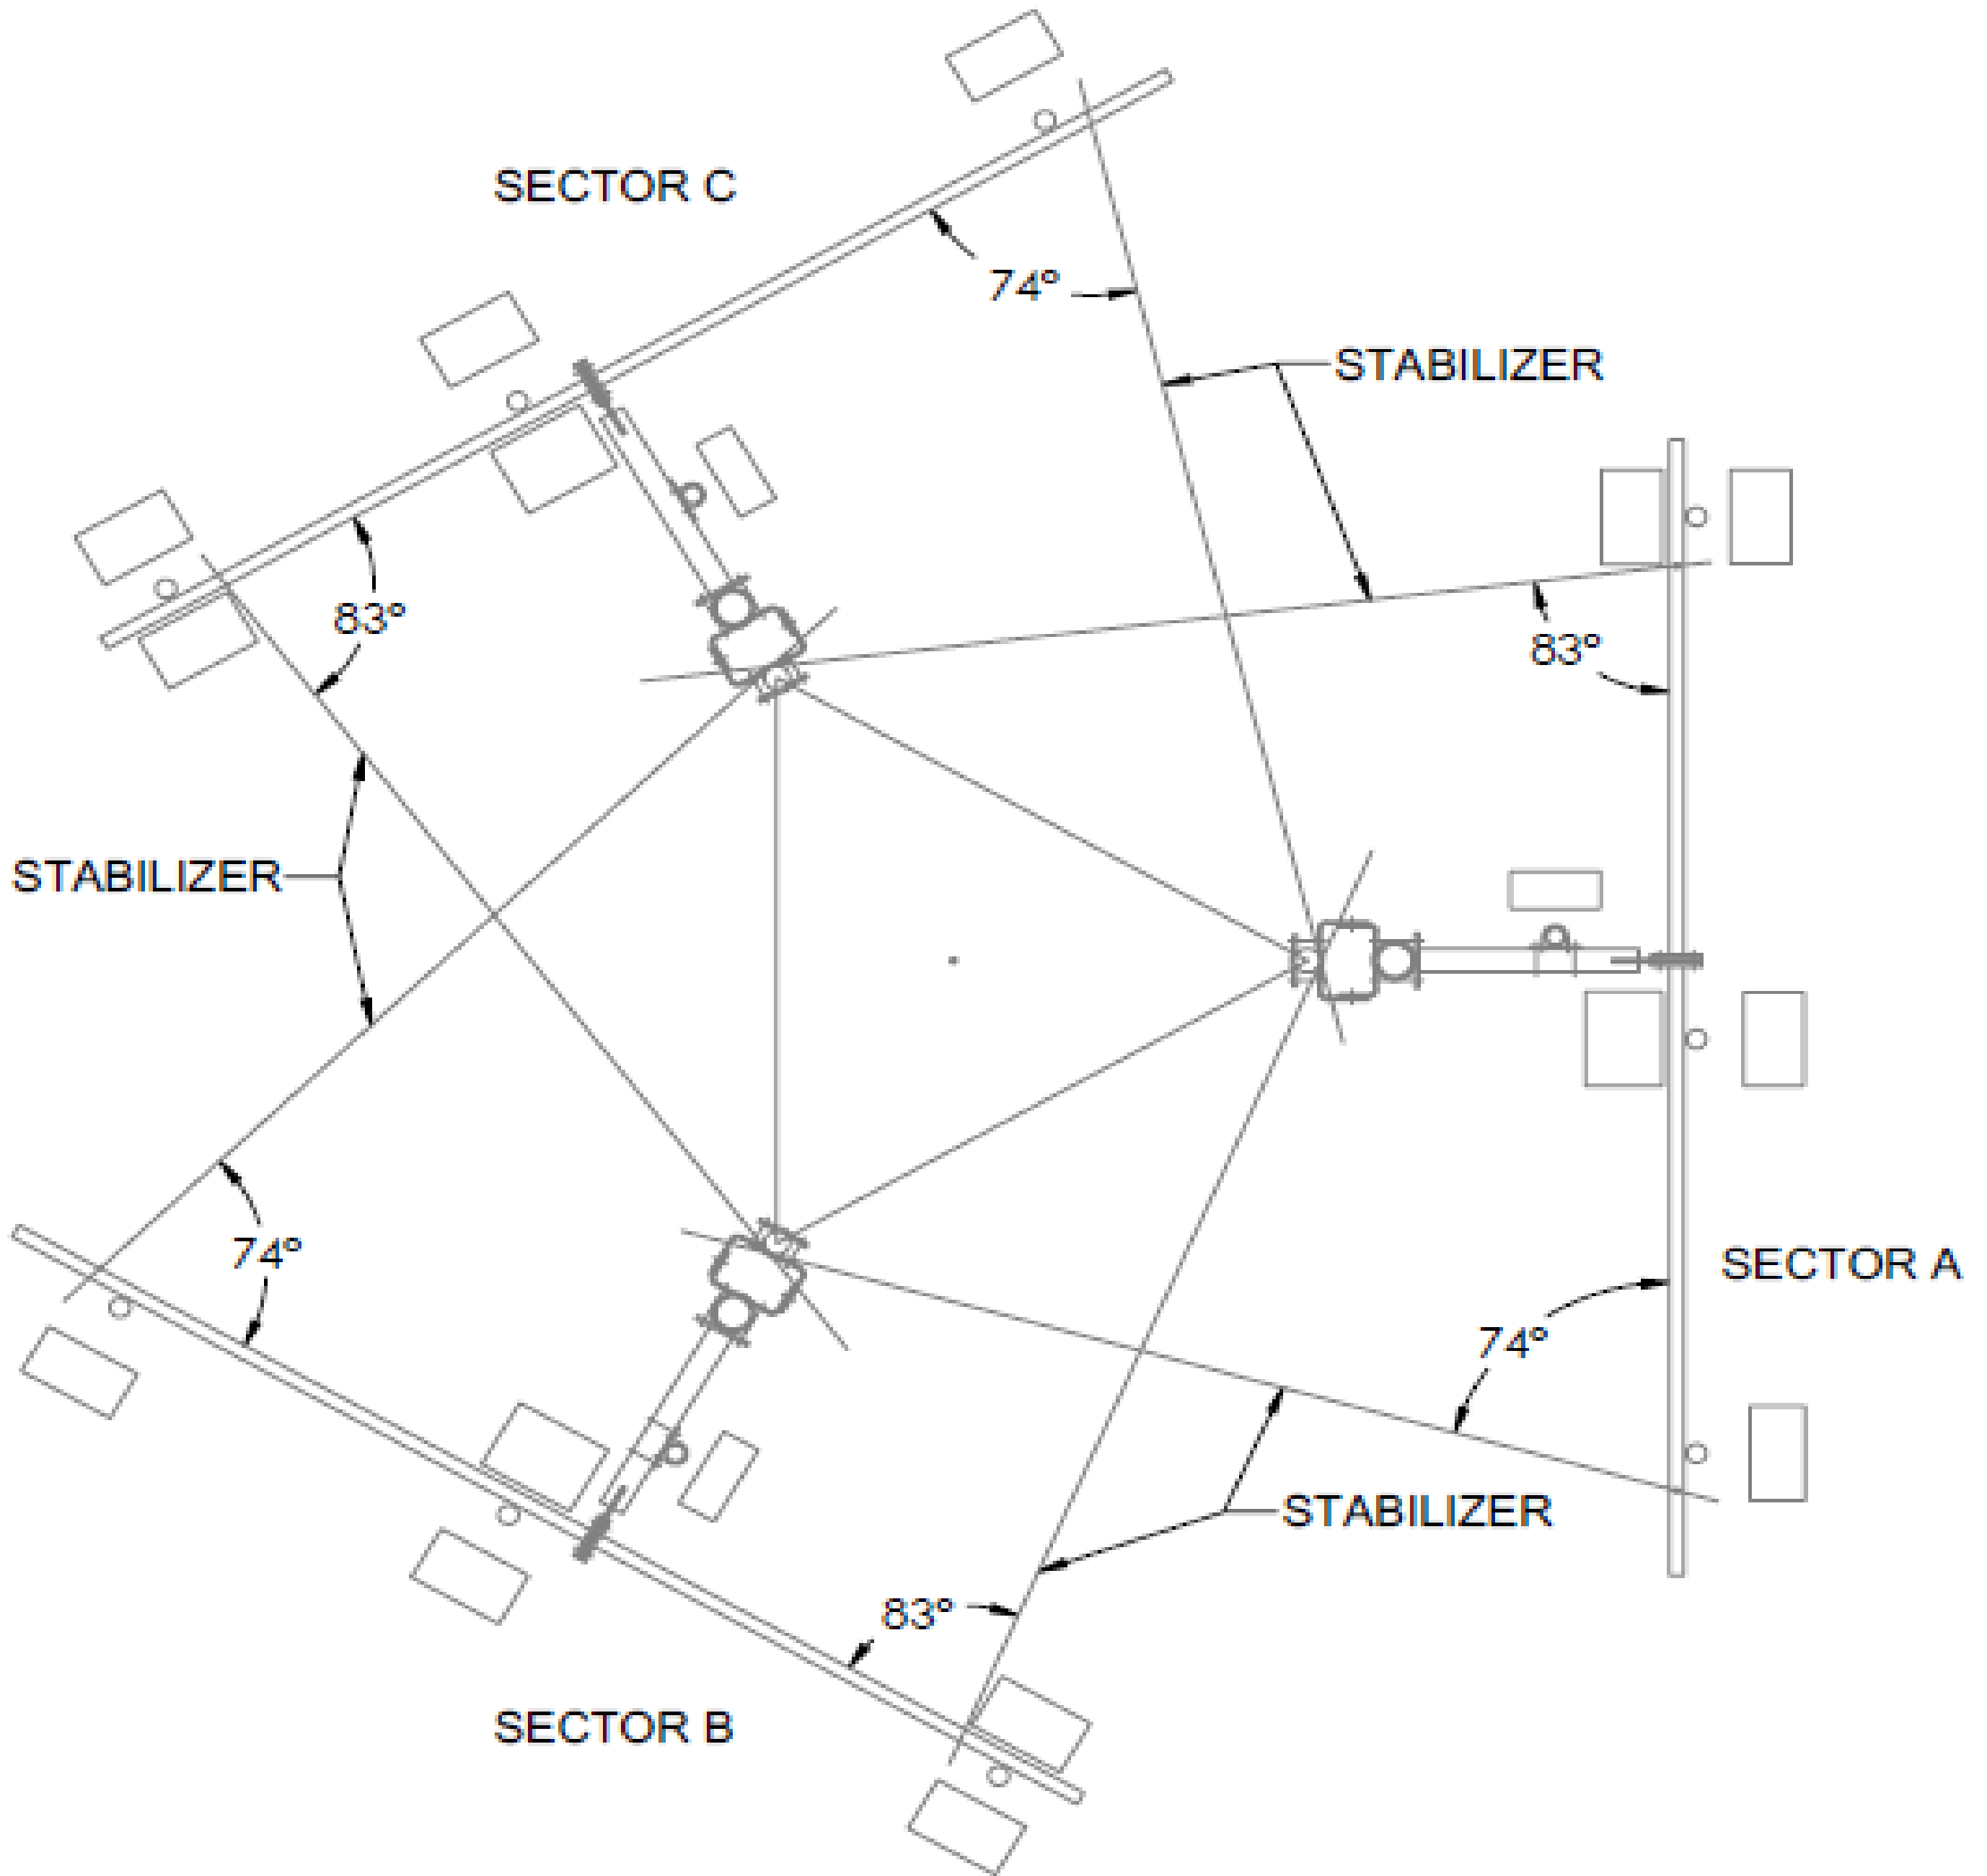 SECTOR C
74°
STABILIZER
83°
83°
STABILIZER
74°
SECTOR A
74°
STABILIZER
83°
SECTOR B